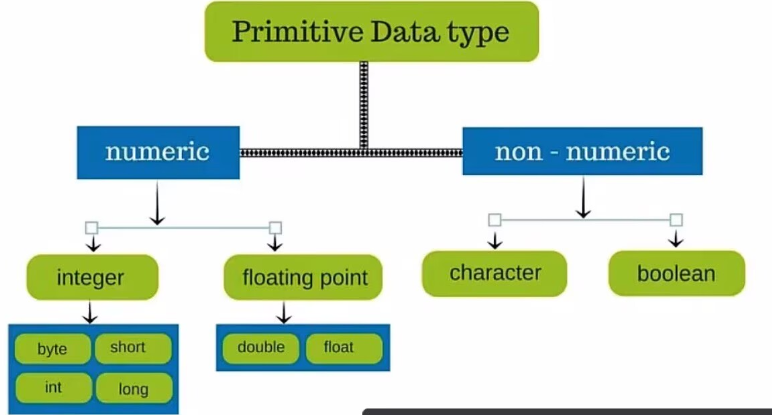 Primitive Data type
numeric
non - numeric
integer
floating point
character
boolean
byte
short
double
float
int
long